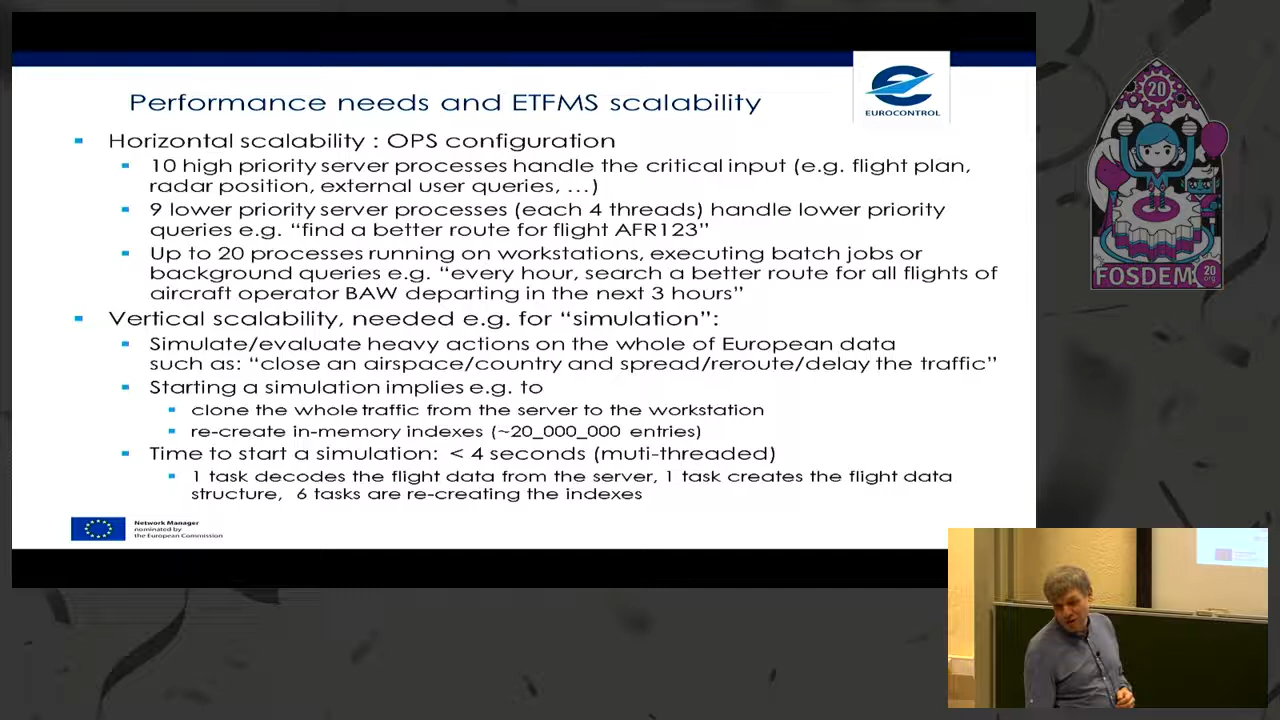 Performance needs and ETFMS scalability
EUROCONTROL
Horizontal scalability : OPS configuration
10 high priority server processes handle the critical input (e.g. flight plan,
radar position, external user queries, …)
9 lower priority server processes (each 4 threads) handle lower priority
queries e.g. “find a better route for flight AFR123”
Up to 20 processes running on workstations, executing batch jobs or
background queries e.g. “every hour, search a better route for all flights of
aircraft operator BAW departing in the next 3 hours”
Vertical scalability, needed e.g. for “simulation”:
Simulate/evaluate heavy actions on the whole of European data
such as: “close an airspace/country and spread/reroute/delay the traffic”
Starting a simulation implies e.g. to
clone the whole traffic from the server to the workstation
re-create in-memory indexes (~20_000_000 entries)
Time to start a simulation: < 4 seconds (muti-threaded)
1 task decodes the flight data from the server, 1 task creates the flight data
structure, 6 tasks are re-creating the indexes
Network Manager
nominated by
the European Commission
20
FOSDEM
20
.org